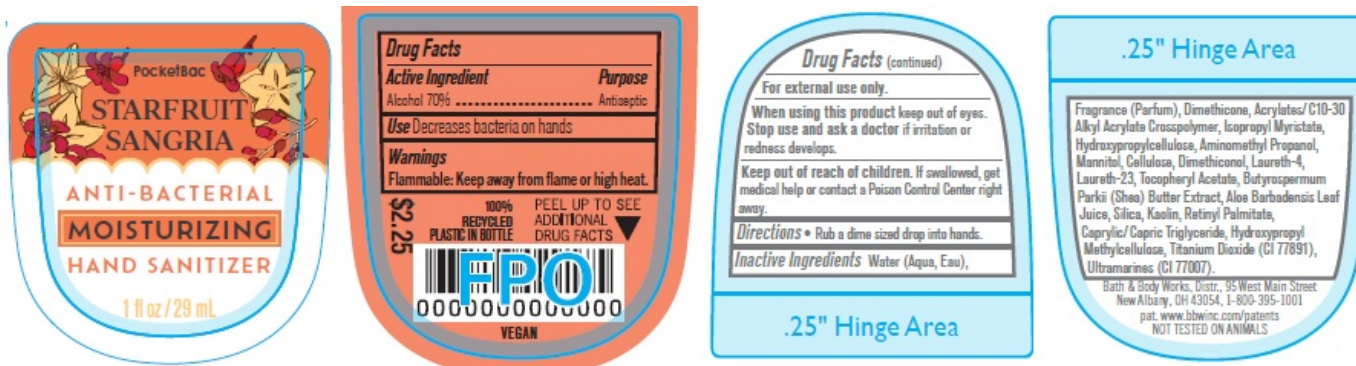 PocketBac
STARFRUIT
SANGRIA
ANTI-BACTERIAL
MOISTURIZING
HAND SANITIZER
1 fl oz / 29 mL
Drug Facts
Active Ingredient Purpose
Alcohol 70% ........................ Antiseptic
Use Decreases bacteria on hands
Warnings
Flammable: Keep away from flame or high heat.
$2.25
100%
RECYCLED
PLASTIC IN BOTTLE
PEEL UP TO SEE
ADDITIONAL
DRUG FACTS
FPO
0000000000000
VEGAN
Drug Facts (continued)
For external use only.
When using this product keep out of eyes.
Stop use and ask a doctor if irritation or
redness develops.
Keep out of reach of children. If swallowed, get
medical help or contact a Poison Control Center right
away.
Directions • Rub a dime sized drop into hands.
Inactive Ingredients Water (Aqua, Eau),
.25" Hinge Area
.25" Hinge Area
Fragrance (Parfum), Dimethicone, Acrylates/C10-30
Alkyl Acrylate Crosspolymer, Isopropyl Myristate,
Hydroxypropylcellulose, Aminomethyl Propanol,
Mannitol, Cellulose, Dimethiconol, Laureth-4,
Laureth-23, Tocopheryl Acetate, Butyrospermum
Parkii (Shea) Butter Extract, Aloe Barbadensis Leaf
Juice, Silica, Kaolin, Retinyl Palmitate,
Caprylic/Capric Triglyceride, Hydroxypropyl
Methylcellulose, Titanium Dioxide (CI 77891),
Ultramarines (CI 77007).
Bath & Body Works, Distr., 95 West Main Street
New Albany, OH 43054, 1-800-395-1001
pat. www.bbwinc.com/patents
NOT TESTED ON ANIMALS